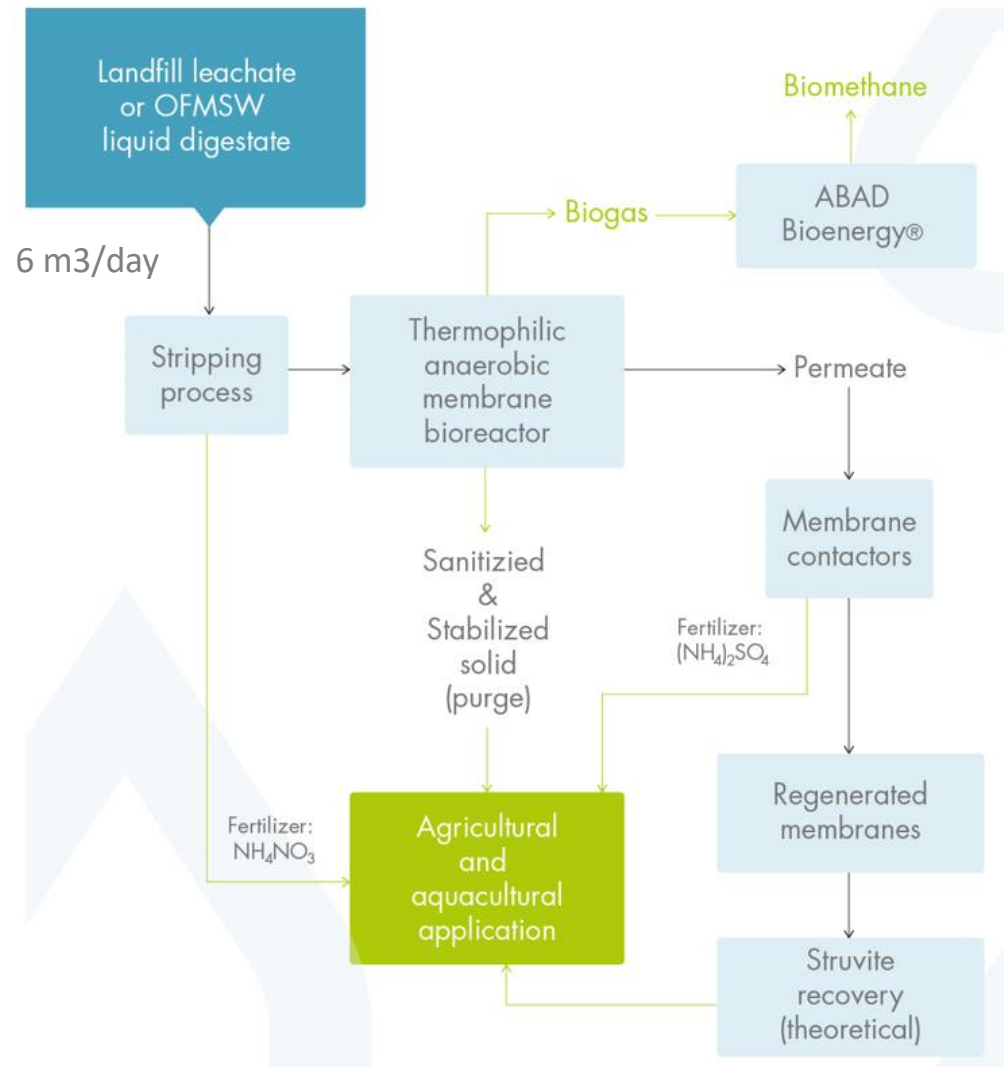 Landfill leachate
or OFMSW
liquid digestate
6 m3/day
Biomethane
Biogas
ABAD
Bioenergy®
Stripping
process
Thermophilic
anaerobic
membrane
bioreactor
Permeate
Membrane
contactors
Sanitizied
&
Stabilized
solid
(purge)
Fertilizer:
(NH₄)₂SO₄
Regenerated
membranes
Fertilizer:
NH₄NO₃
Agricultural
and
aquacultural
application
Struvite
recovery
(theoretical)